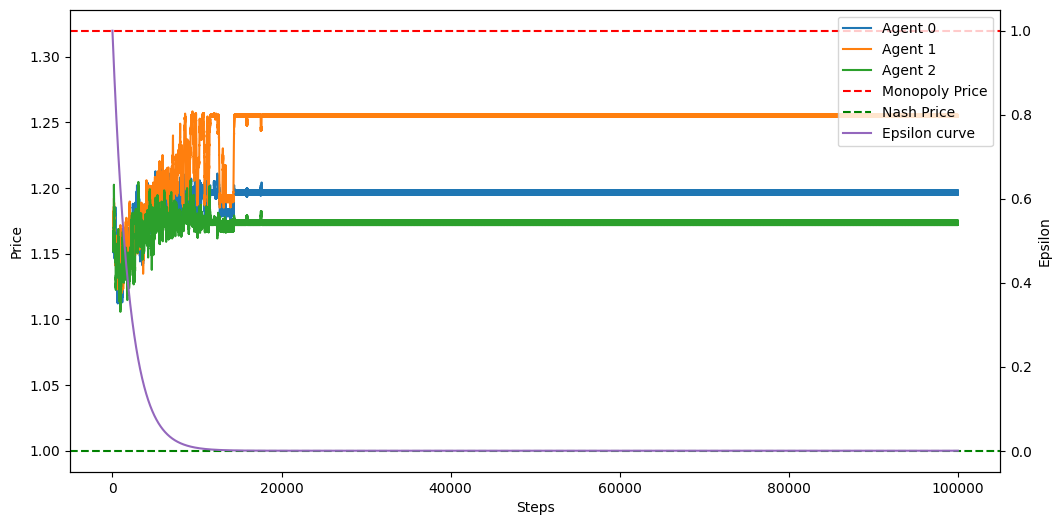 Agent 0
Agent 1
Agent 2
Monopoly Price
Nash Price
Epsilon curve
1.30
1.25
1.20
1.15
1.10
1.05
1.00
Price
1.0
0.8
0.6
0.4
0.2
0.0
Epsilon
0
20000
40000
60000
80000
100000
Steps